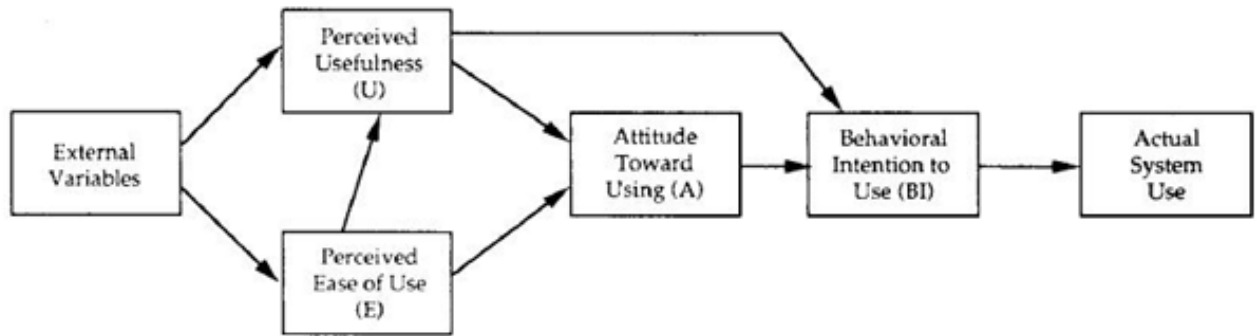 Perceived
Usefulness
(U)
External
Variables
Perceived
Ease of Use
(E)
Attitude
Toward
Using (A)
Behavioral
Intention to
Use (BI)
Actual
System
Use